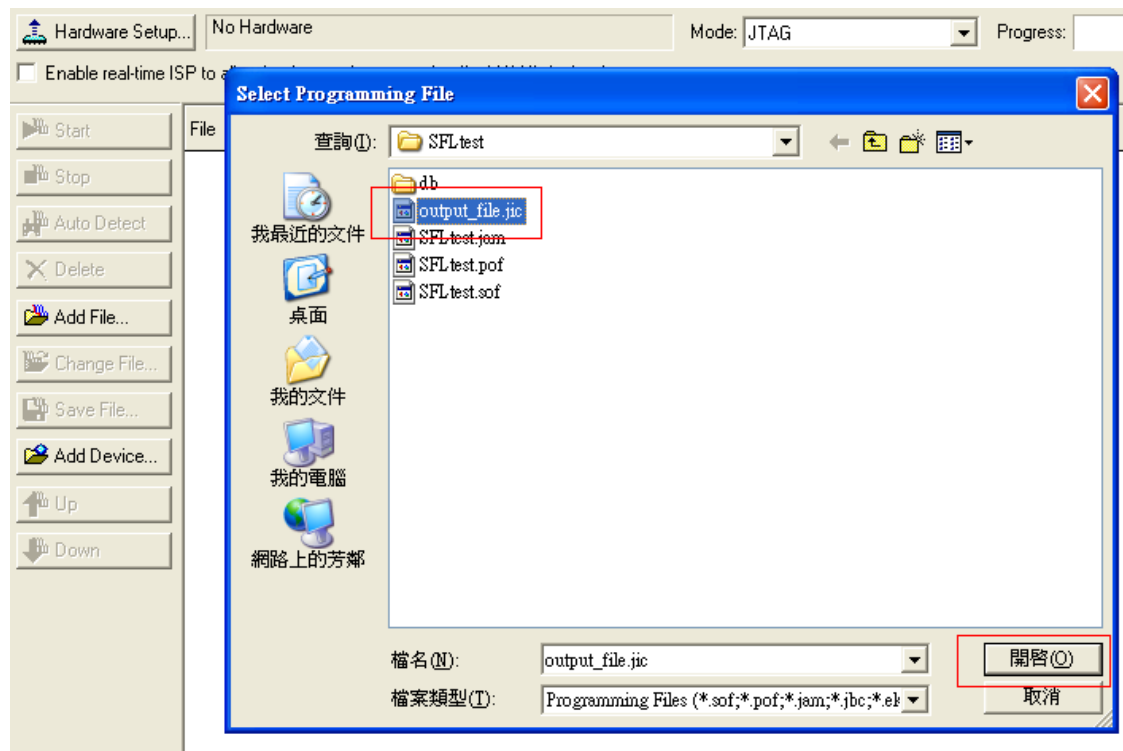 Hardware Setup... No Hardware Mode: JTAG Progress:
Enable real-time ISP to
Select Programming File
Start File 查詢(I): SFLtest
Stop
Auto Detect
Delete
Add File...
Change File...
Save File...
Add Device...
Up
Down
我最近的文件
桌面
我的文件
我的電腦
網路上的芳鄰
db
output_file.jic
SFLtest.jam
SFLtest.pof
SFLtest.sof
檔名(N): output_file.jic 開啓(O)
檔案類型(T): Programming Files (*.sof;*.pof;*.jam;*.jbc;*.ek 取消